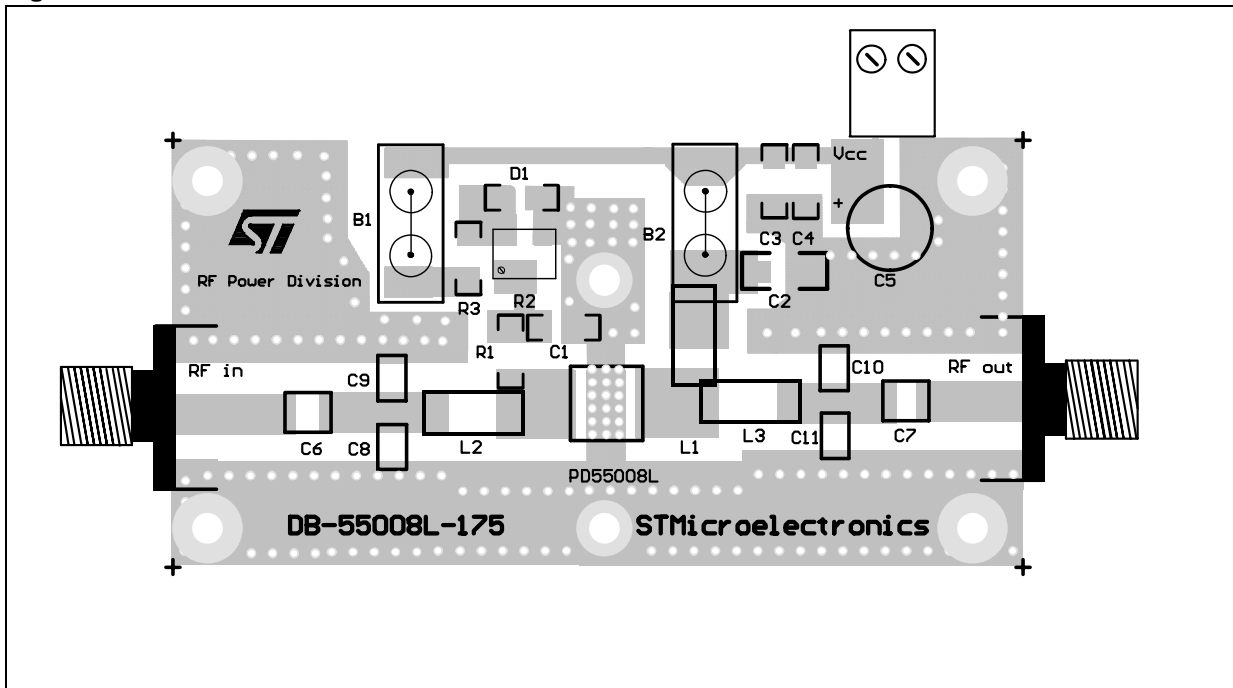 Vcc
D1
+
B1
B2
C3 C4
C5
ST
RF Power Division
C2
R3
R2
R1
C1
RF in
C9
C10
RF out
C6
C8
L2
L1
L3
C11
C7
PD55008L
DB-55008L-175
STMicroelectronics